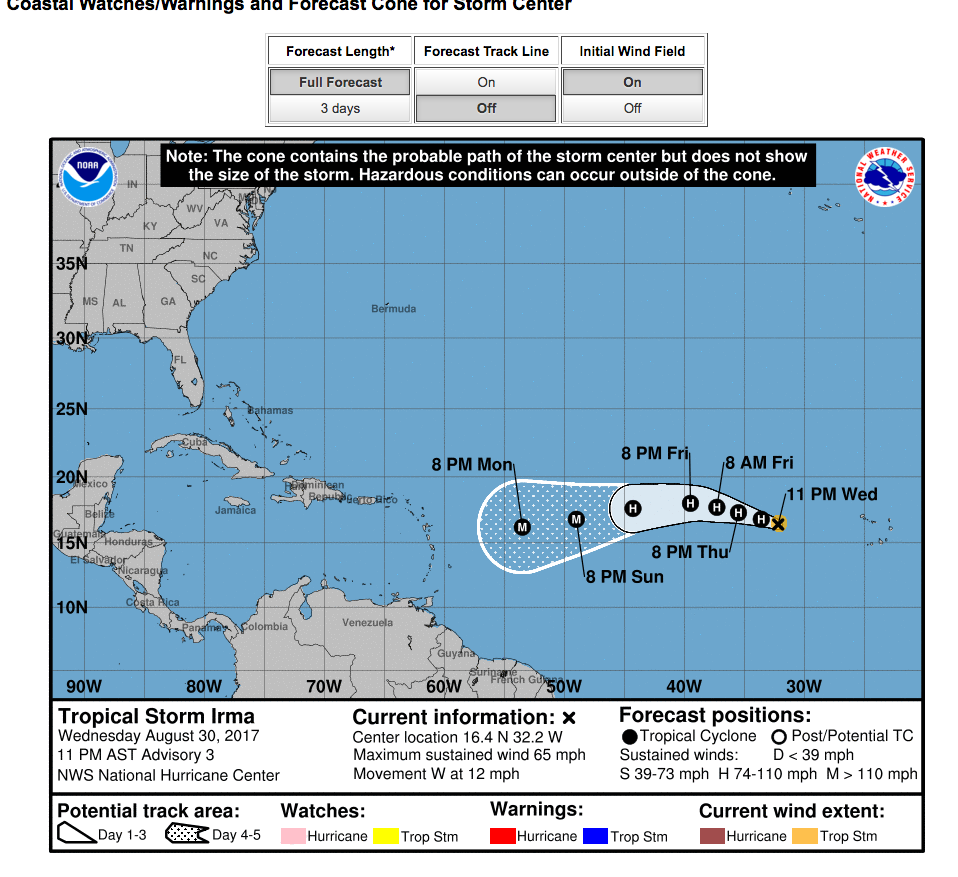 Coastal Watches/Warnings and Forecast Cone for Storm Center
Forecast Length* Forecast Track Line Initial Wind Field
Full Forecast On On
3 days Off Off
NOAA
Note: The cone contains the probable path of the storm center but does not show
the size of the storm. Hazardous conditions can occur outside of the cone.
NATIONAL WEATHER SERVICE
IN
WV
KY VA
TN
NC
35N
SC
MS AL GA
Bermuda
30N
FL
25N
Bahamas
Cuba
8 PM Fri
8 PM Mon 8 AM Fri
20N
Mexico
Dominican
Republic
Puerto Rico
11 PM Wed
H H H H H
M M
Jamaica
Belize
Guatemala
15N
Honduras
8 PM Thu
El Salvador
Nicaragua
8 PM Sun
Costa Rica
10N
Panama Colombia Venezuela
Guyana
Suriname
French Guiana
90W 80W 70W 60W 50W 40W 30W
Tropical Storm Irma
Wednesday August 30, 2017
11 PM AST Advisory 3
NWS National Hurricane Center
Current information: ×
Center location 16.4 N 32.2 W
Maximum sustained wind 65 mph
Movement W at 12 mph
Forecast positions:
Tropical Cyclone Post/Potential TC
Sustained winds: D < 39 mph
S 39-73 mph H 74-110 mph M > 110 mph
Potential track area:
Day 1-3 Day 4-5
Watches:
Hurricane Trop Stm
Warnings:
Hurricane Trop Stm
Current wind extent:
Hurricane Trop Stm